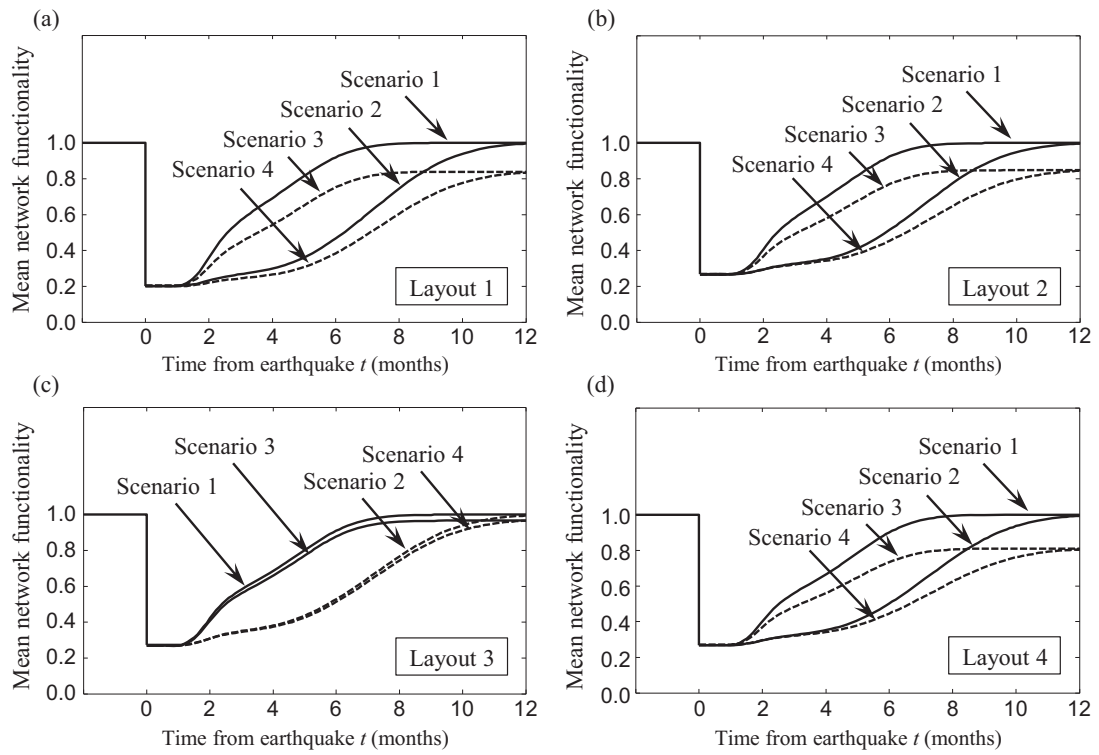 (a)
Mean network functionality
1.0
0.8
0.6
0.4
0.2
0.0
Scenario 1
Scenario 2
Scenario 3
Scenario 4
Layout 1
0 2 4 6 8 10 12
Time from earthquake t (months)
(b)
Mean network functionality
1.0
0.8
0.6
0.4
0.2
0.0
Scenario 1
Scenario 2
Scenario 3
Scenario 4
Layout 2
0 2 4 6 8 10 12
Time from earthquake t (months)
(c)
Mean network functionality
1.0
0.8
0.6
0.4
0.2
0.0
Scenario 3
Scenario 1
Scenario 4
Scenario 2
Layout 3
0 2 4 6 8 10 12
Time from earthquake t (months)
(d)
Mean network functionality
1.0
0.8
0.6
0.4
0.2
0.0
Scenario 1
Scenario 2
Scenario 3
Scenario 4
Layout 4
0 2 4 6 8 10 12
Time from earthquake t (months)